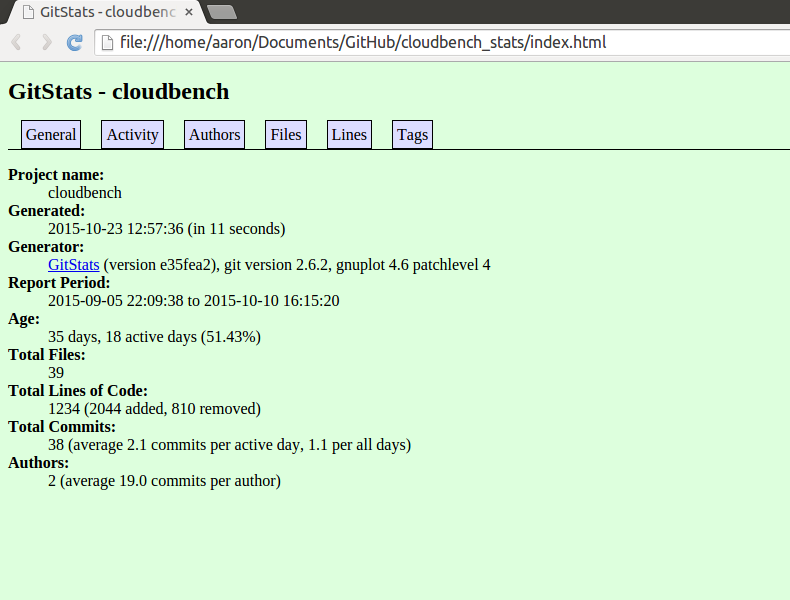 GitStats - cloudbenc
file:///home/aaron/Documents/GitHub/cloudbench_stats/index.html
GitStats - cloudbench
General Activity Authors Files Lines Tags
Project name:
cloudbench
Generated:
2015-10-23 12:57:36 (in 11 seconds)
Generator:
GitStats (version e35fea2), git version 2.6.2, gnuplot 4.6 patchlevel 4
Report Period:
2015-09-05 22:09:38 to 2015-10-10 16:15:20
Age:
35 days, 18 active days (51.43%)
Total Files:
39
Total Lines of Code:
1234 (2044 added, 810 removed)
Total Commits:
38 (average 2.1 commits per active day, 1.1 per all days)
Authors:
2 (average 19.0 commits per author)